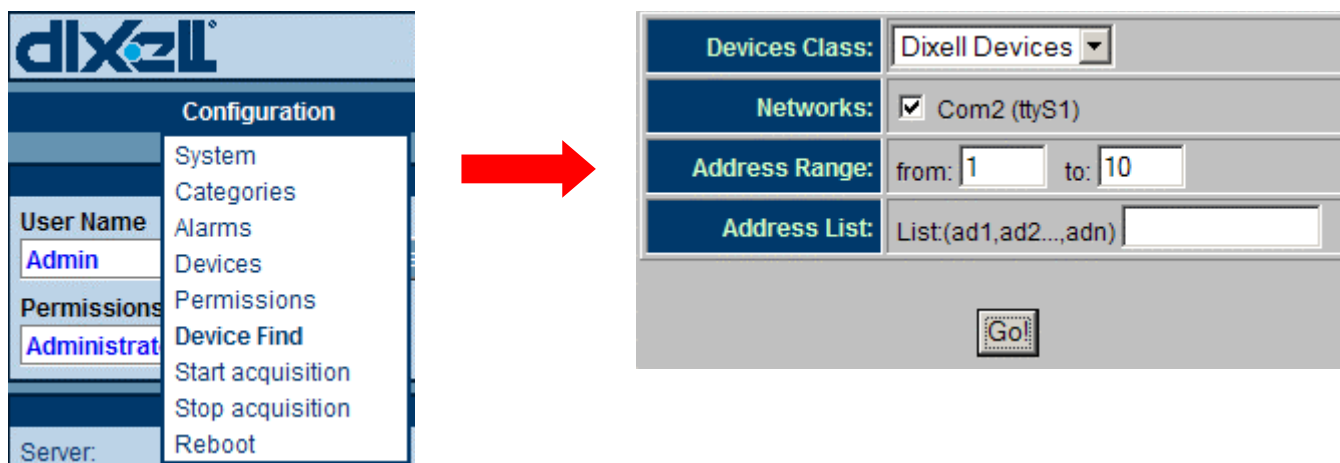 dixell
Configuration
System
Categories
Alarms
Devices
Permissions
Device Find
Start acquisition
Stop acquisition
Reboot
User Name
Admin
Permissions
Administrat
Server:
Devices Class: Dixell Devices
Networks: Com2 (ttyS1)
Address Range: from: 1 to: 10
Address List: List:(ad1,ad2...,adn)
Go!